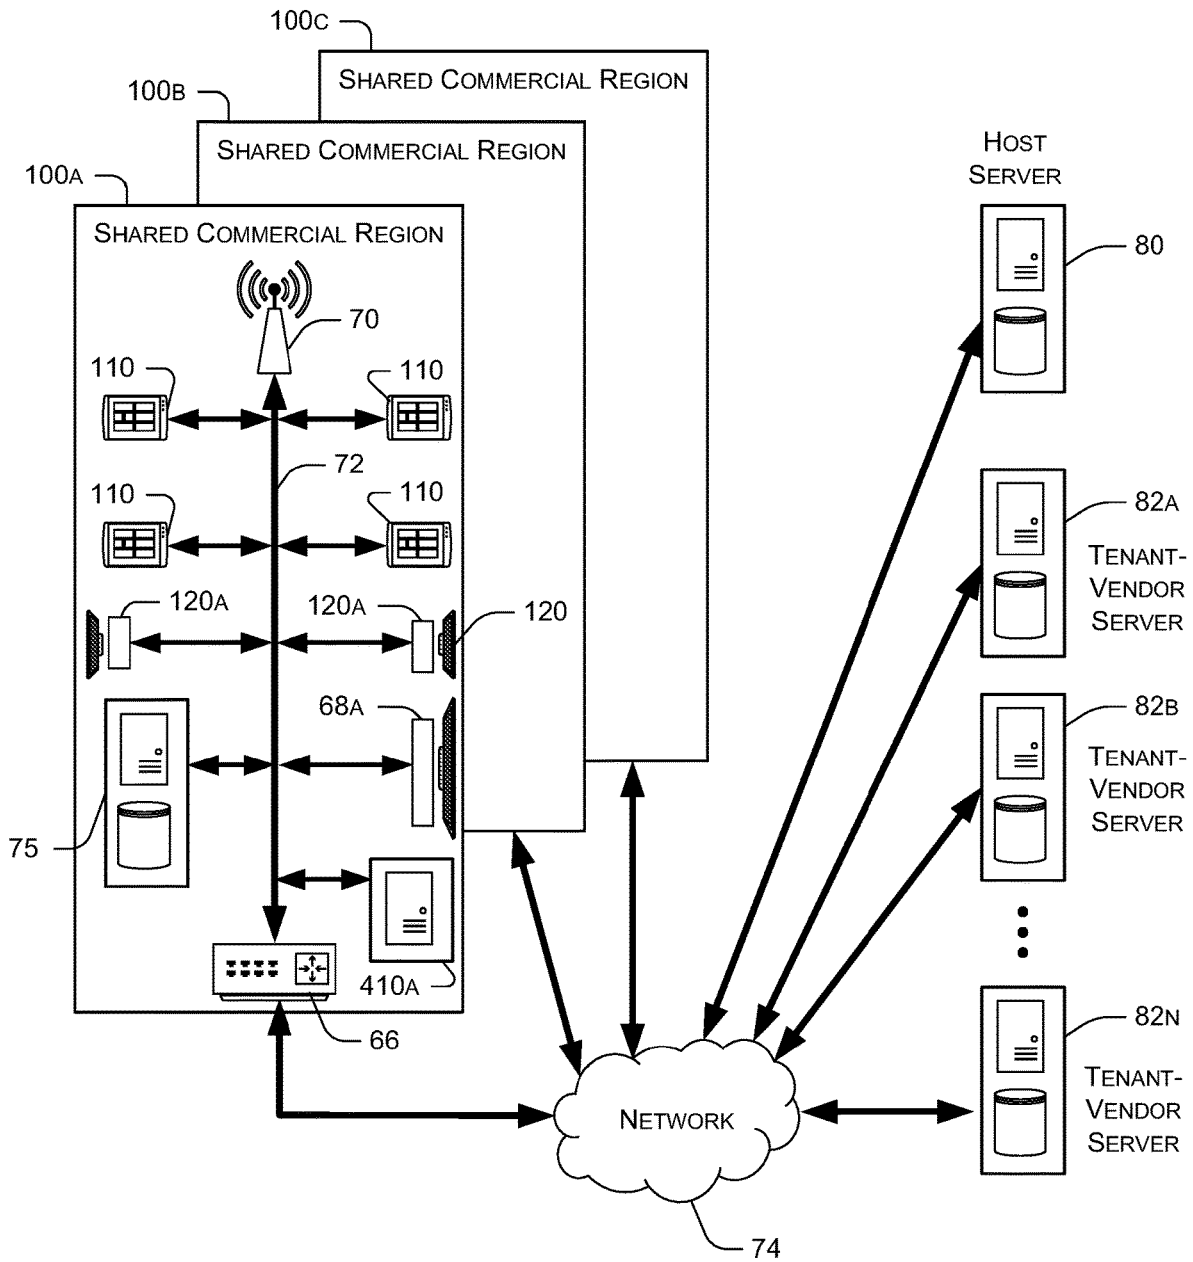 100C
SHARED COMMERCIAL REGION
100B
SHARED COMMERCIAL REGION
100A
SHARED COMMERCIAL REGION
HOST
SERVER
80
70
110
110
72
110
110
82A
TENANT-
VENDOR
SERVER
120A
120A
120
68A
82B
TENANT-
VENDOR
SERVER
75
410A
66
82N
TENANT-
VENDOR
SERVER
NETWORK
74